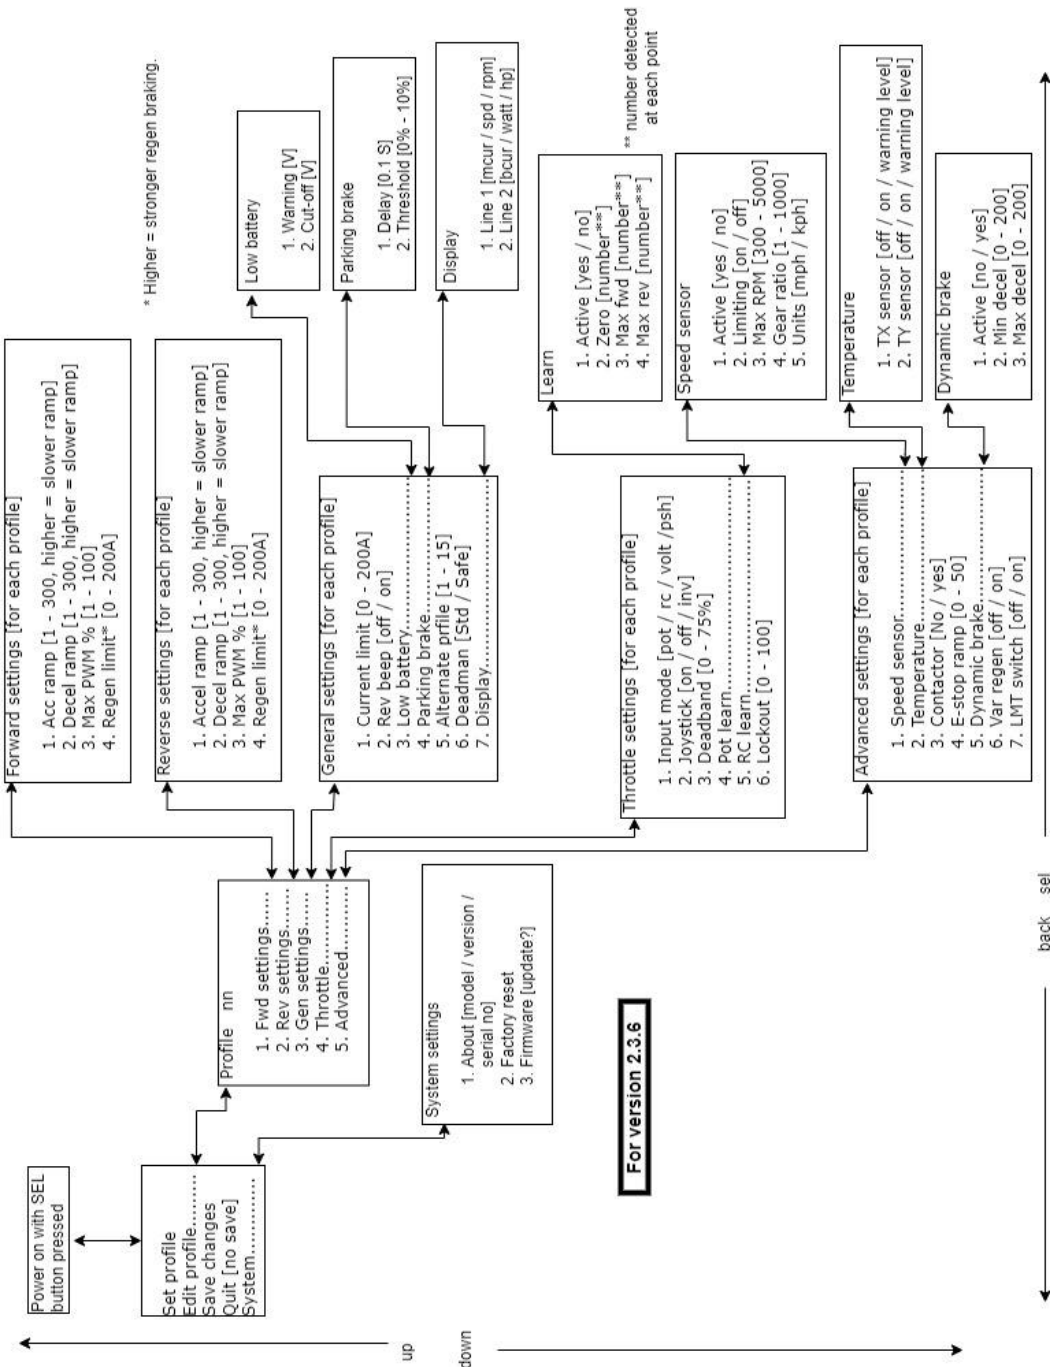 Power on with SEL
button pressed
Set profile
Edit profile..........
Save changes
Quit [no save]
System...............
Profile nn
1. Fwd settings.......
2. Rev settings.......
3. Gen settings......
4. Throttle..............
5. Advanced...........
System settings
1. About [model / version /
serial no]
2. Factory reset
3. Firmware [update?]
For version 2.3.6
Forward settings [for each profile]
1. Acc ramp [1 - 300, higher = slower ramp]
2. Decel ramp [1 - 300, higher = slower ramp]
3. Max PWM % [1 - 100]
4. Regen limit* [0 - 200A]
Reverse settings [for each profile]
1. Accel ramp [1 - 300, higher = slower ramp]
2. Decel ramp [1 - 300, higher = slower ramp]
3. Max PWM % [1 - 100]
4. Regen limit* [0 - 200A]
General settings [for each profile]
1. Current limit [0 - 200A]
2. Rev beep [off / on]
3. Low battery.......................
4. Parking brake....................
5. Alternate prfile [1 - 15]
6. Deadman [Std / Safe]
7. Display.............................
Throttle settings [for each profile]
1. Input mode [pot / rc / volt /psh]
2. Joystick [on / off / inv]
3. Deadband [0 - 75%]
4. Pot learn.......................
5. RC learn........................
6. Lockout [0 - 100]
Advanced settings [for each profile]
1. Speed sensor.....................
2. Temperature......................
3. Contactor [No / yes]
4. E-stop ramp [0 - 50]
5. Dynamic brake...................
6. Var regen [off / on]
7. LMT switch [off / on]
* Higher = stronger regen braking.
Low battery
1. Warning [V]
2. Cut-off [V]
Parking brake
1. Delay [0.1 S]
2. Threshold [0% - 10%]
Display
1. Line 1 [mcur / spd / rpm]
2. Line 2 [bcur / watt / hp]
Learn
1. Active [yes / no]
2. Zero [number**]
3. Max fwd [number**]
4. Max rev [number**]
** number detected
at each point
Speed sensor
1. Active [yes / no]
2. Limiting [on / off]
3. Max RPM [300 - 5000]
4. Gear ratio [1 - 1000]
5. Units [mph / kph]
Temperature
1. TX sensor [off / on / warning level]
2. TY sensor [off / on / warning level]
Dynamic brake
1. Active [no / yes]
2. Min decel [0 - 200]
3. Max decel [0 - 200]
up
down
back sel